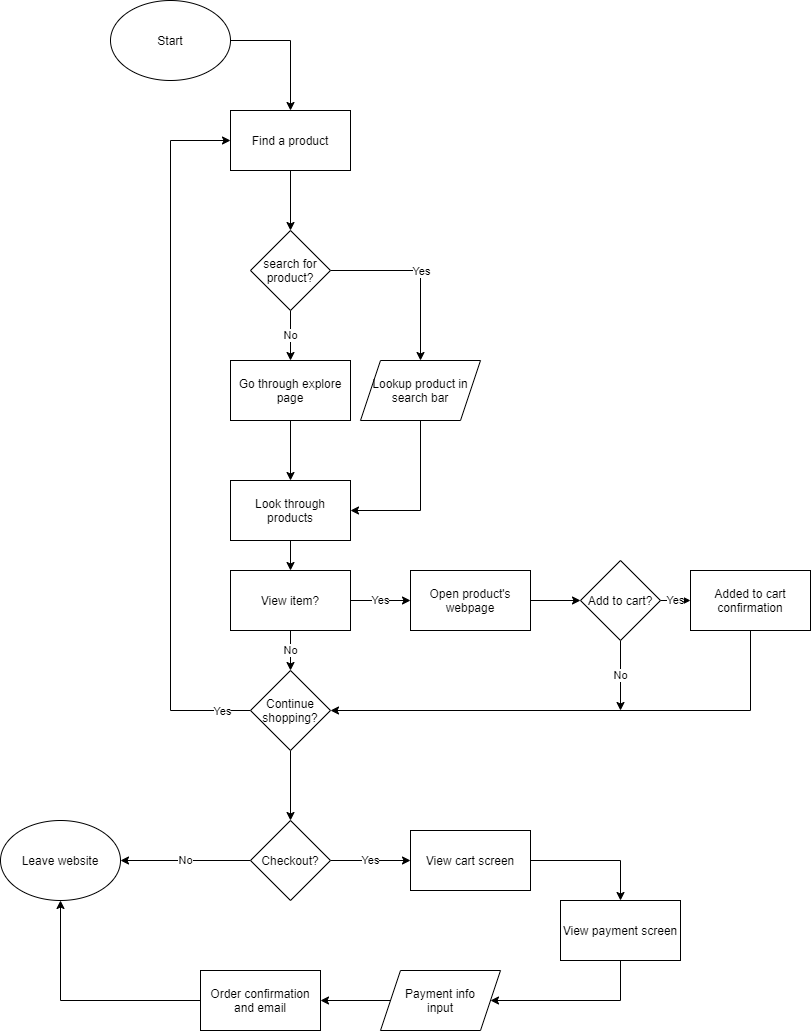 Start
Find a product
search for
product?
Yes
No
Go through explore
page
Lookup product in
search bar
Look through
products
View item?
Yes
Open product's
webpage
Add to cart?
Yes
Added to cart
confirmation
No
No
Continue
shopping?
Yes
Leave website
No
Checkout?
Yes
View cart screen
View payment screen
Order confirmation
and email
Payment info
input